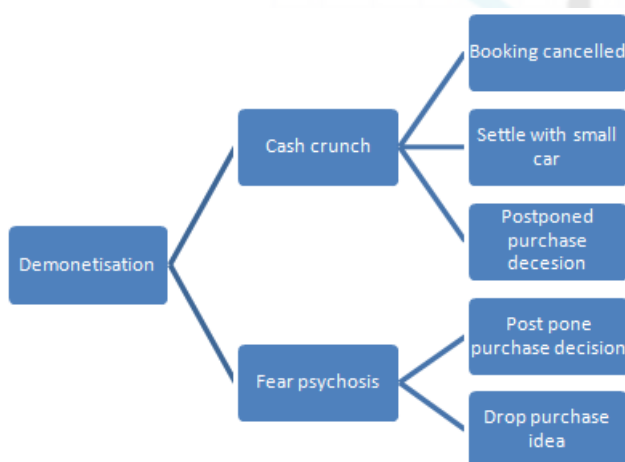 Booking cancelled
Cash crunch
Settle with small
car
Postponed
purchase
decesion
Demonetisation
Post pone
purchase decision
Fear psychosis
Drop purchase
idea